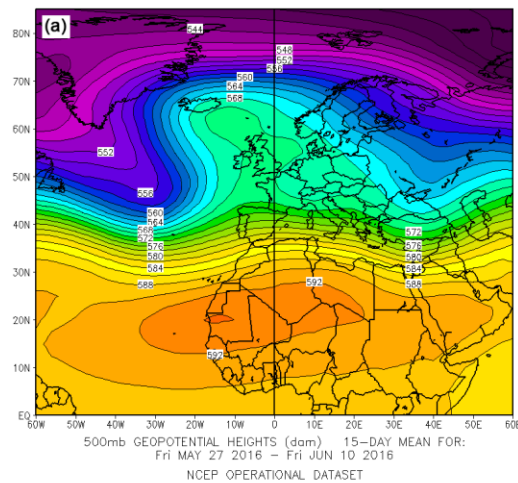 (a)
544
80N
548
552
556
560
564
568
70N
60N
552
50N
556
560
564
568
572
576
580
584
588
40N
572
576
580
584
588
30N
592
20N
592
10N
EQ
60W 50W 40W 30W 20W 10W 0 10E 20E 30E 40E 50E 60E
500mb GEOPOTENTIAL HEIGHTS (dam) 15-DAY MEAN FOR:
Fri MAY 27 2016 - Fri JUN 10 2016
NCEP OPERATIONAL DATASET